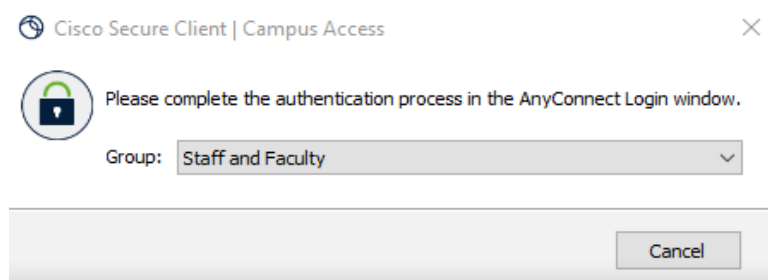 Cisco Secure Client | Campus Access
Please complete the authentication process in the AnyConnect Login window.
Group: Staff and Faculty
Cancel